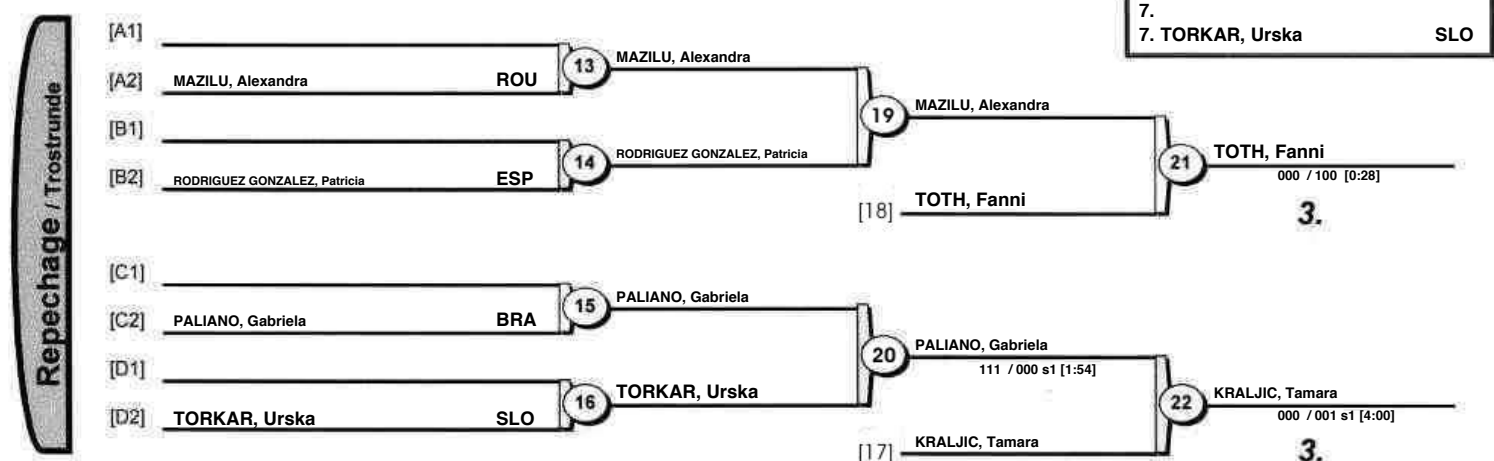 7.
7. TORKAR, Urska SLO
Repechage / Trostrunde
[A1]
[A2] MAZILU, Alexandra ROU
13 MAZILU, Alexandra
[B1]
[B2] RODRIGUEZ GONZALEZ, Patricia ESP
14 RODRIGUEZ GONZALEZ, Patricia
19 MAZILU, Alexandra
[18] TOTH, Fanni
21 TOTH, Fanni
000 / 100 [0:28]
3.
[C1]
[C2] PALIANO, Gabriela BRA
15 PALIANO, Gabriela
[D1]
[D2] TORKAR, Urska SLO
16 TORKAR, Urska
20 PALIANO, Gabriela
111 / 000 s1 [1:54]
[17] KRALJIC, Tamara
22 KRALJIC, Tamara
000 / 001 s1 [4:00]
3.